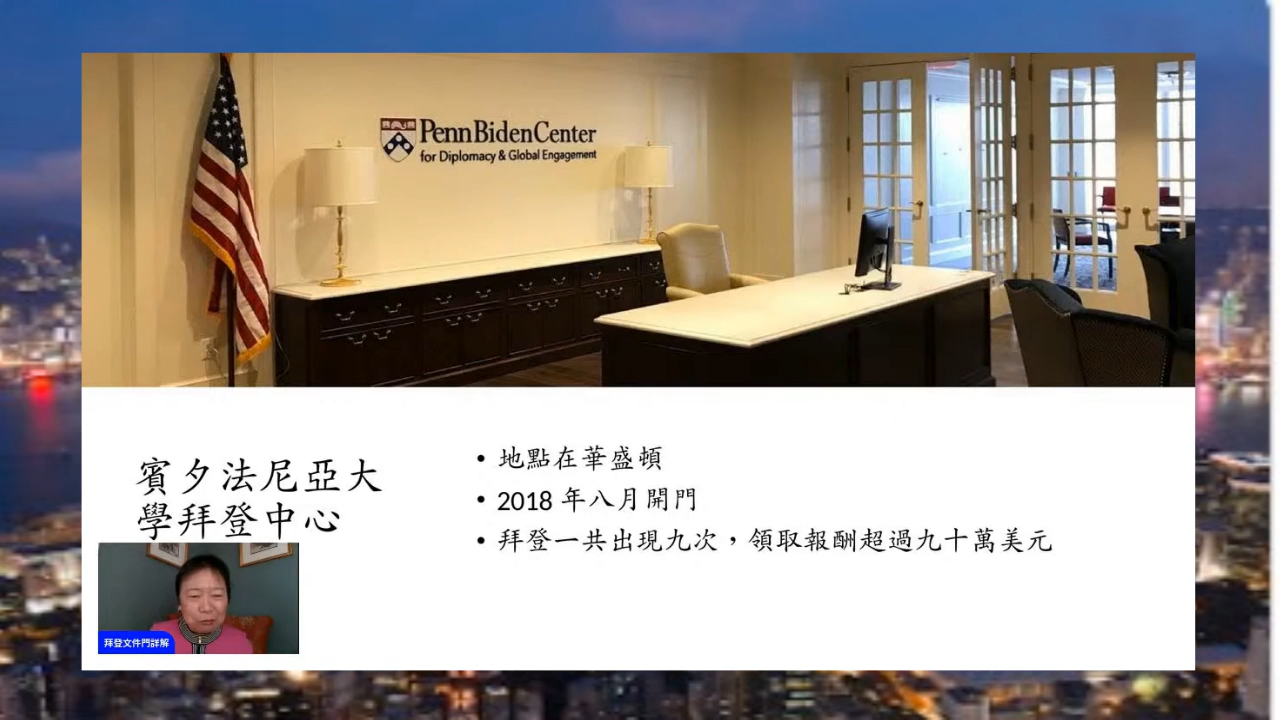 Penn Biden Center
for Diplomacy & Global Engagement
賓夕法尼亞大
學拜登中心
• 地點在華盛頓
• 2018 年八月開門
• 拜登一共出現九次，領取報酬超過九十萬美元
拜登文件門詳解